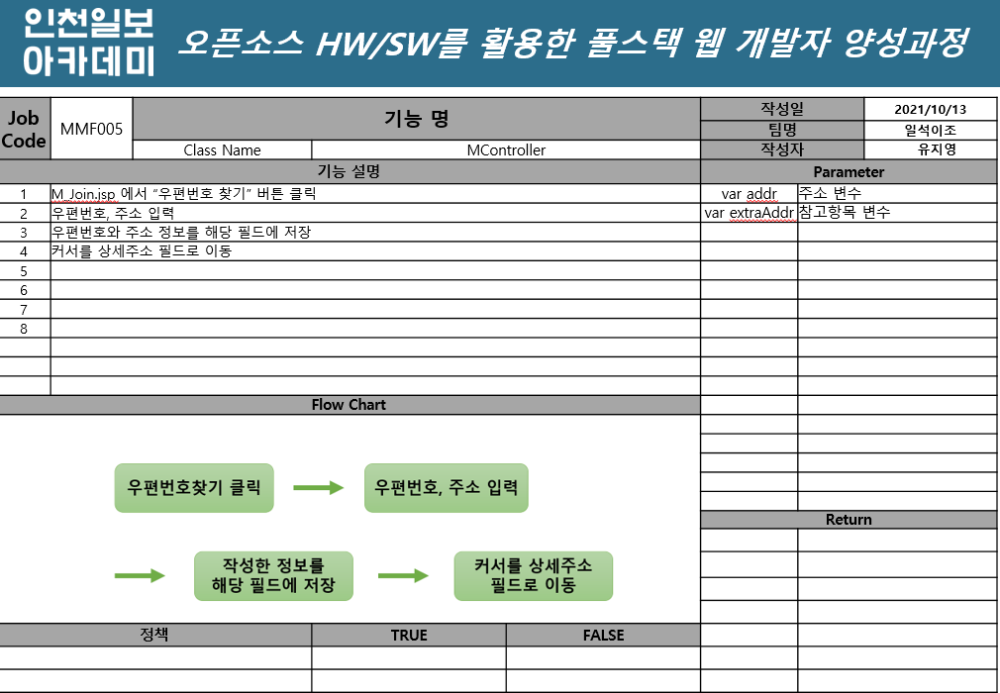 인천일보
아카데미
오픈소스 HW/SW를 활용한 풀스택 웹 개발자 양성과정
Job
Code
MMF005
기능 명
작성일
2021/10/13
팀명
일석이조
Class Name
MController
작성자
유지영
기능 설명
Parameter
1
M_Join.jsp 에서 “우편번호 찾기” 버튼 클릭
var addr
주소 변수
2
우편번호, 주소 입력
var extraAddr
참고항목 변수
3
우편번호와 주소 정보를 해당 필드에 저장
4
커서를 상세주소 필드로 이동
5
6
7
8
Flow Chart
우편번호찾기 클릭
우편번호, 주소 입력
Return
작성한 정보를
해당 필드에 저장
커서를 상세주소
필드로 이동
정책
TRUE
FALSE